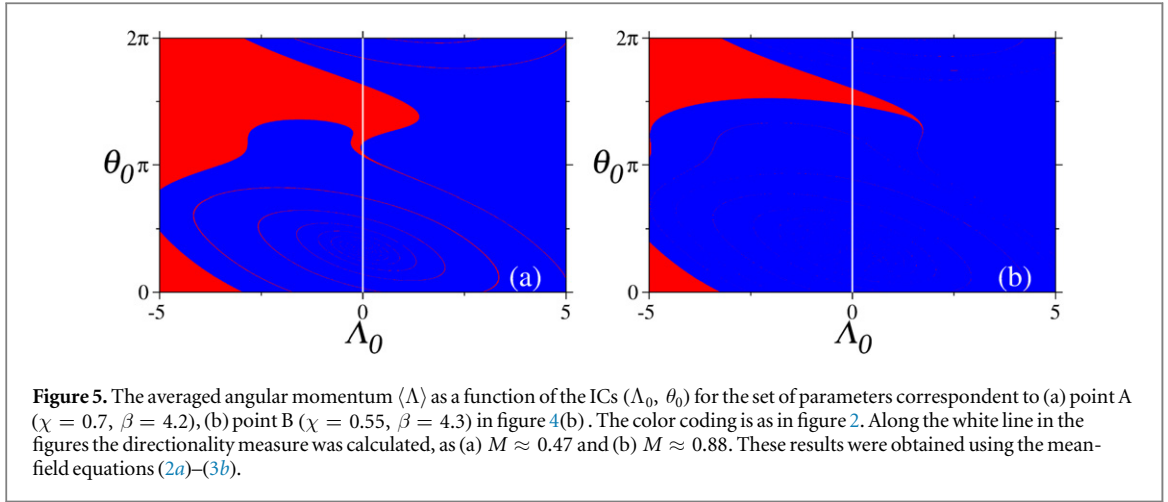 2π
2π
θ₀ π
θ₀ π
(a)
(b)
0
0
-5
0
5
-5
0
5
Λ₀
Λ₀
Figure 5. The averaged angular momentum ⟨Λ⟩ as a function of the ICs (Λ₀, θ₀) for the set of parameters correspondent to (a) point A
(χ = 0.7, β = 4.2), (b) point B (χ = 0.55, β = 4.3) in figure 4(b). The color coding is as in figure 2. Along the white line in the
figures the directionality measure was calculated, as (a) M ≈ 0.47 and (b) M ≈ 0.88. These results were obtained using the mean-
field equations (2a)–(3b).